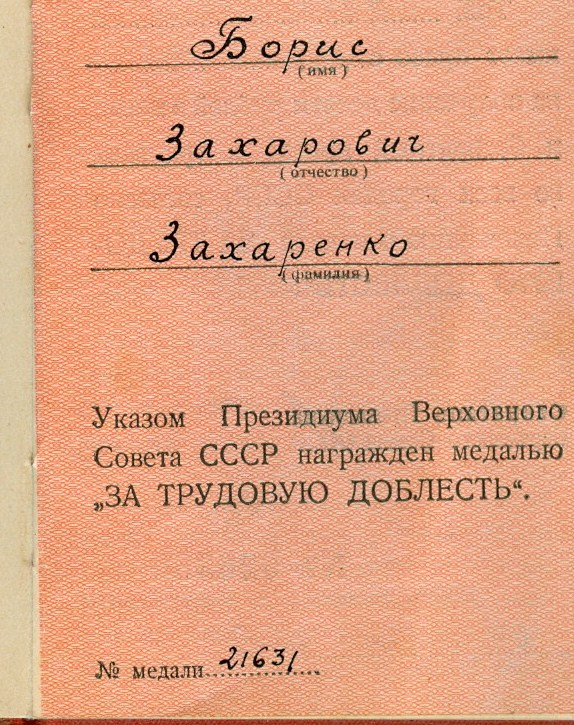 Борис
(имя)
Захарович
(отчество)
Захаренко
(фамилия)
Указом Президиума Верховного
Совета СССР награжден медалью
„ЗА ТРУДОВУЮ ДОБЛЕСТЬ“.
№ медали 21631